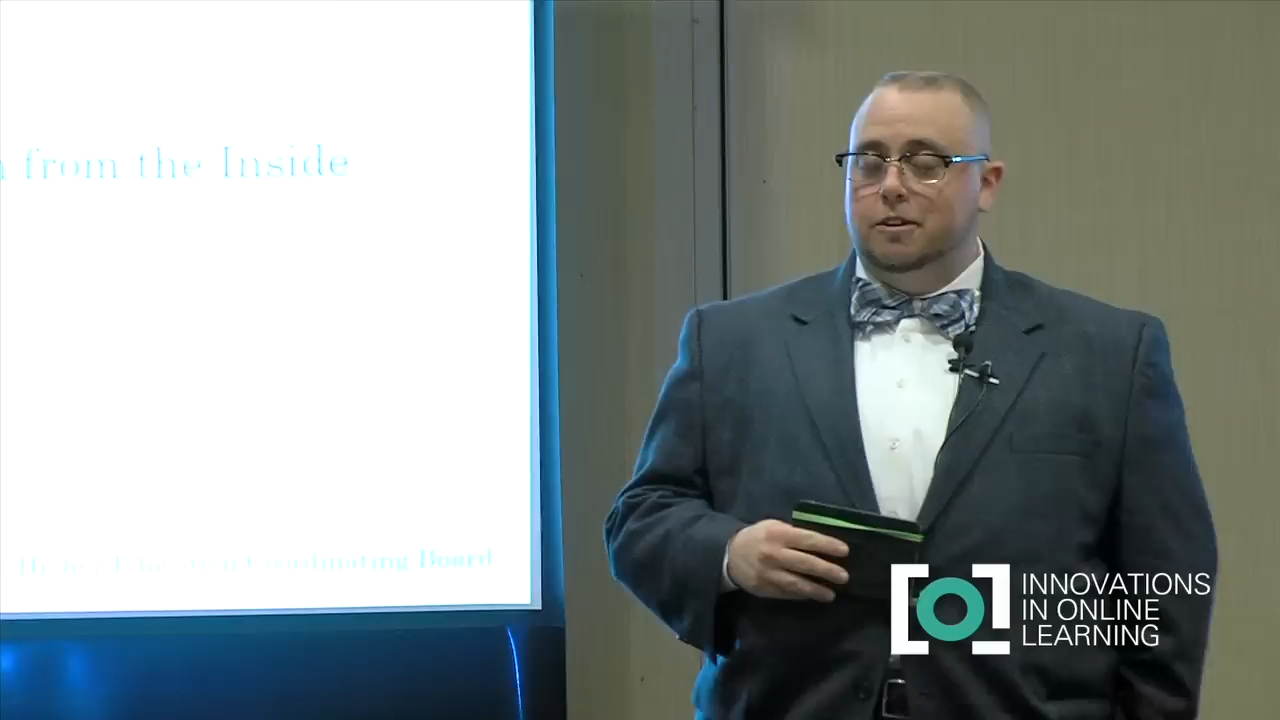 from the Inside
Coordinating Board
INNOVATIONS
IN ONLINE
LEARNING